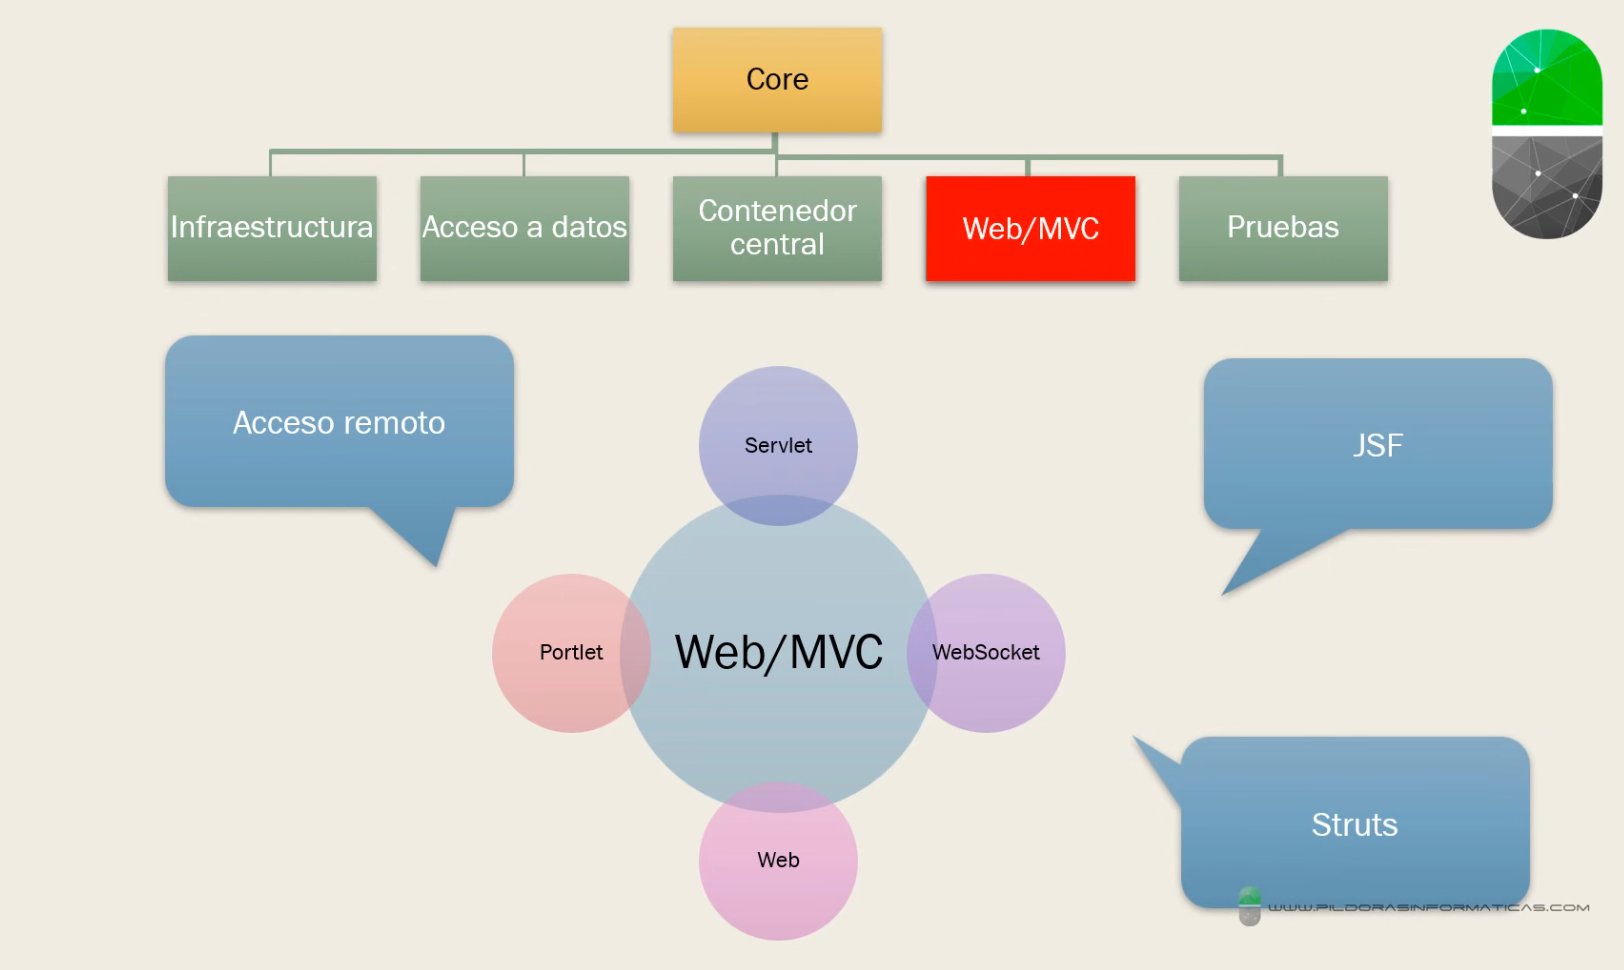 Core
Infraestructura
Acceso a datos
Contenedor
central
Web/MVC
Pruebas
Acceso remoto
Servlet
JSF
Portlet
Web/MVC
WebSocket
Struts
Web
WWW.PILDORASINFORMATICAS.COM